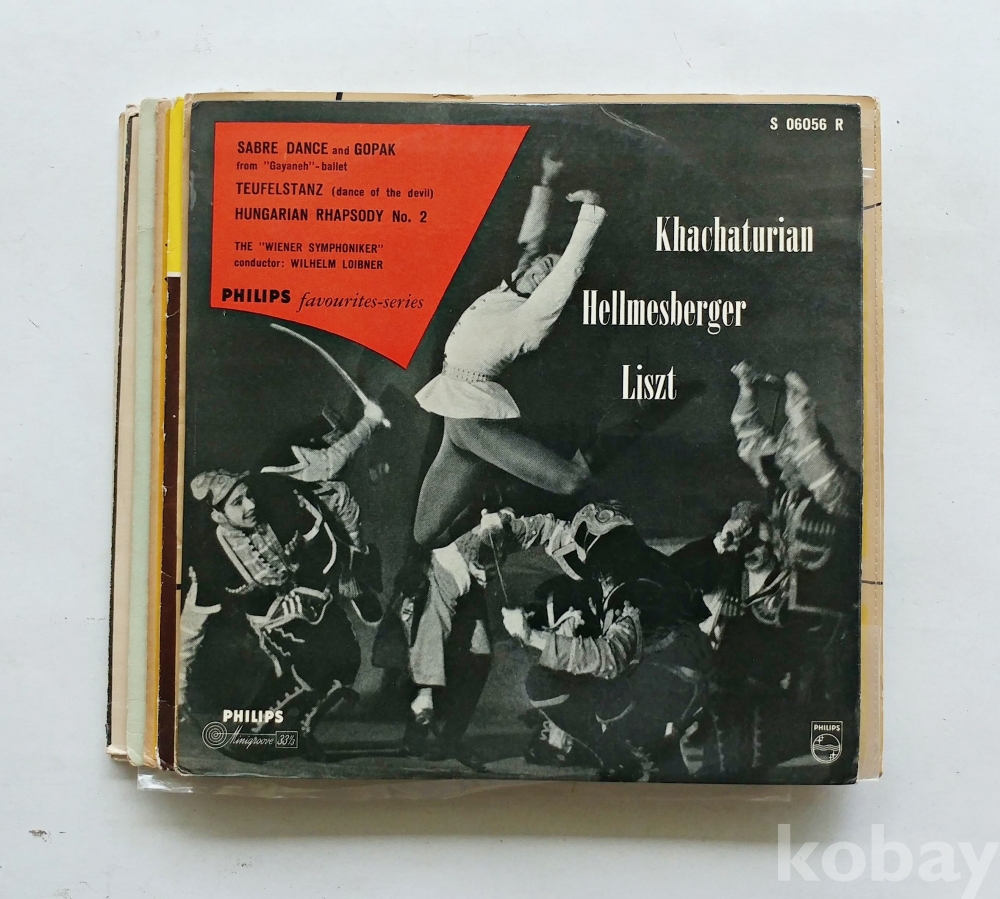 S 06056 R
SABRE DANCE and GOPAK
from "Gayaneh"-ballet
TEUFELSTANZ (dance of the devil)
HUNGARIAN RHAPSODY No. 2
THE "WIENER SYMPHONIKER"
conductor: WILHELM LOIBNER
PHILIPS favourites-series
Khachaturian
Hellmesberger
Liszt
PHILIPS
Minigroove 33⅓
PHILIPS
kobay